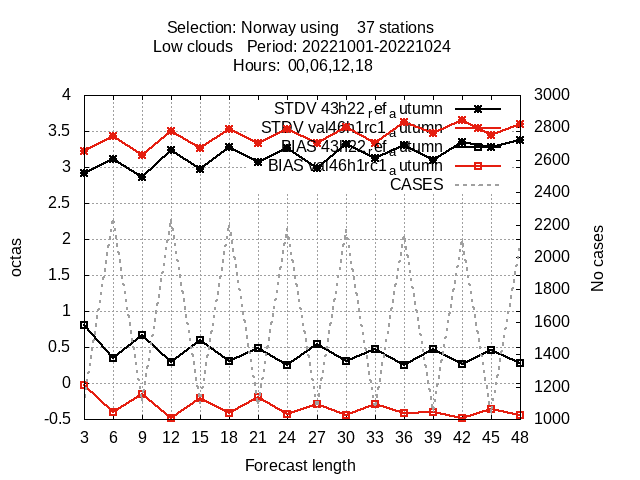 Selection: Norway using    37 stations
Low clouds   Period: 20221001-20221024
Hours:  00,06,12,18
STDV 43h22_ref_autumn
STDV val46h1rc1_autumn
BIAS 43h22_ref_autumn
BIAS val46h1rc1_autumn
CASES
4
3.5
3
2.5
2
1.5
1
0.5
0
-0.5
octas
3000
2800
2600
2400
2200
2000
1800
1600
1400
1200
1000
No cases
3 6 9 12 15 18 21 24 27 30 33 36 39 42 45 48
Forecast length